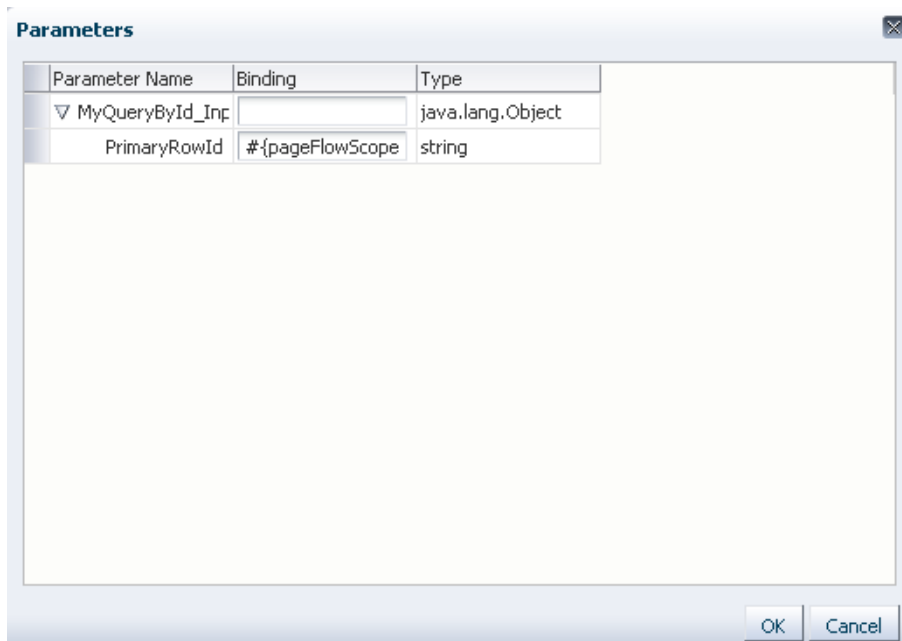 Parameters
Parameter Name Binding Type
MyQueryById_Inp java.lang.Object
PrimaryRowId #{pageFlowScope string
OK Cancel